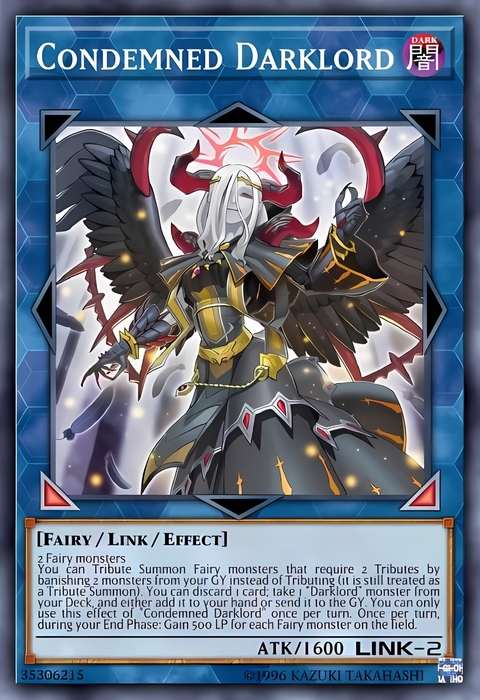 CONDEMNED DARKLORD
DARK
闇
[FAIRY / LINK / EFFECT]
2 Fairy monsters
You can Tribute Summon Fairy monsters that require 2 Tributes by
banishing 2 monsters from your GY instead of Tributing (it is still treated as
a Tribute Summon). You can discard 1 card; take 1 "Darklord" monster from
your Deck, and either add it to your hand or send it to the GY. You can only
use this effect of "Condemned Darklord" once per turn. Once per turn,
during your End Phase: Gain 500 LP for each Fairy monster on the field.
ATK/1600 LINK-2
35306215
©1996 KAZUKI TAKAHASHI